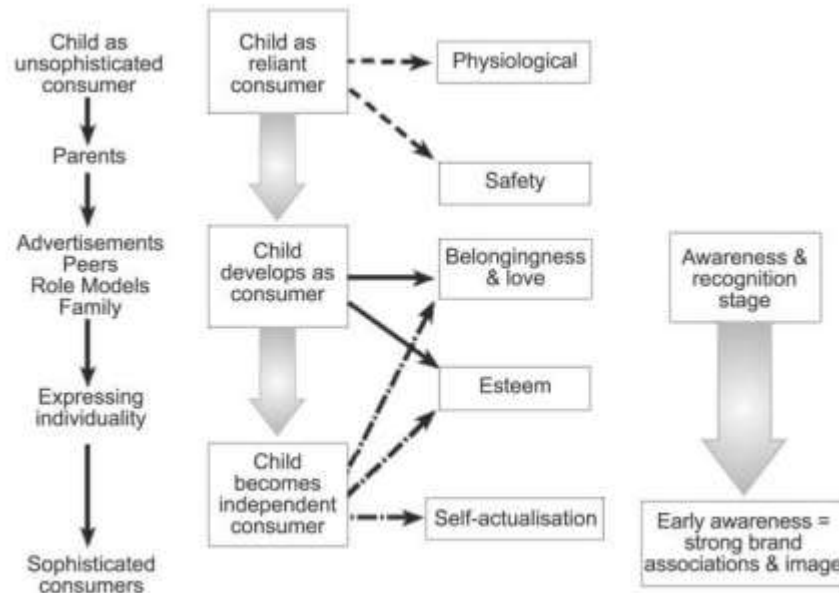 Child as
unsophisticated
consumer
Parents
Advertisements
Peers
Role Models
Family
Expressing
individuality
Sophisticated
consumers
Child as
reliant
consumer
Child
develops as
consumer
Child
becomes
independent
consumer
Physiological
Safety
Belongingness
& love
Esteem
Self-actualisation
Awareness &
recognition
stage
Early awareness =
strong brand
associations & image